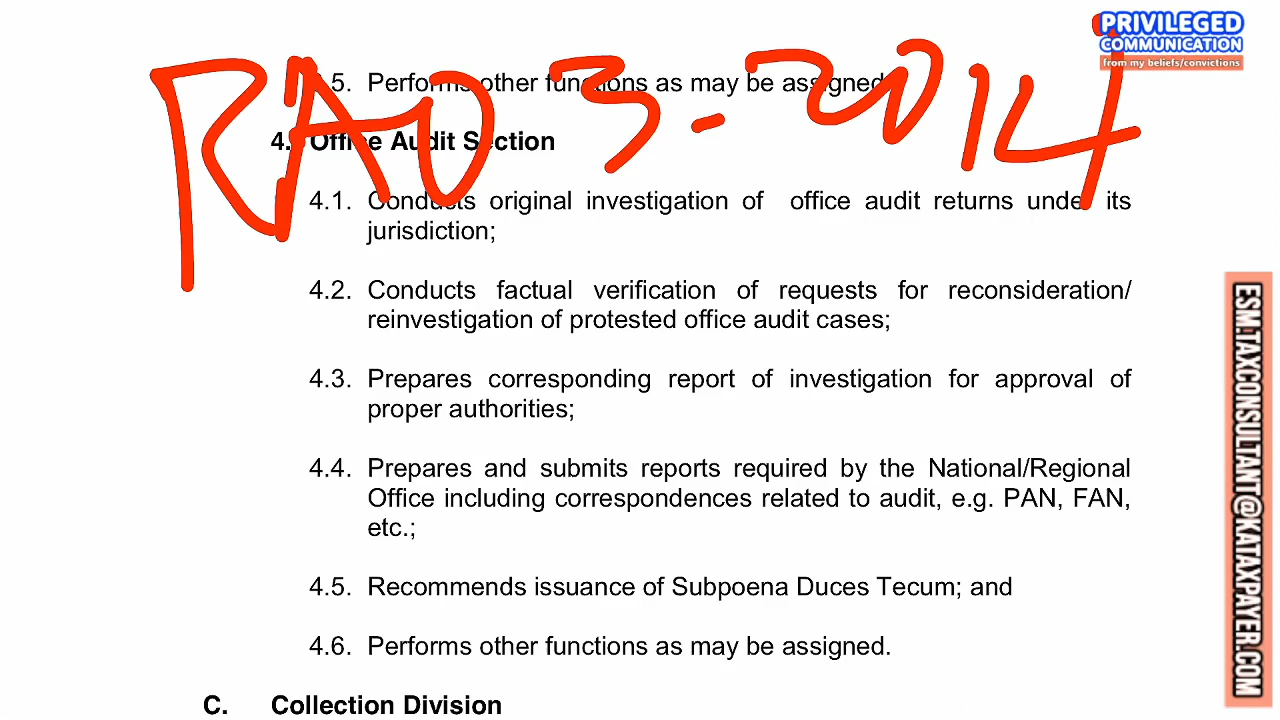 PRIVILEGED
COMMUNICATION
from my beliefs/convictions
RAO 3-2014
3.5. Performs other functions as may be assigned.
4. Office Audit Section
4.1. Conducts original investigation of office audit returns under its
jurisdiction;
4.2. Conducts factual verification of requests for reconsideration/
reinvestigation of protested office audit cases;
4.3. Prepares corresponding report of investigation for approval of
proper authorities;
4.4. Prepares and submits reports required by the National/Regional
Office including correspondences related to audit, e.g. PAN, FAN,
etc.;
4.5. Recommends issuance of Subpoena Duces Tecum; and
4.6. Performs other functions as may be assigned.
C. Collection Division
ESM.TAXCONSULTANT@KATAXPAYER.COM